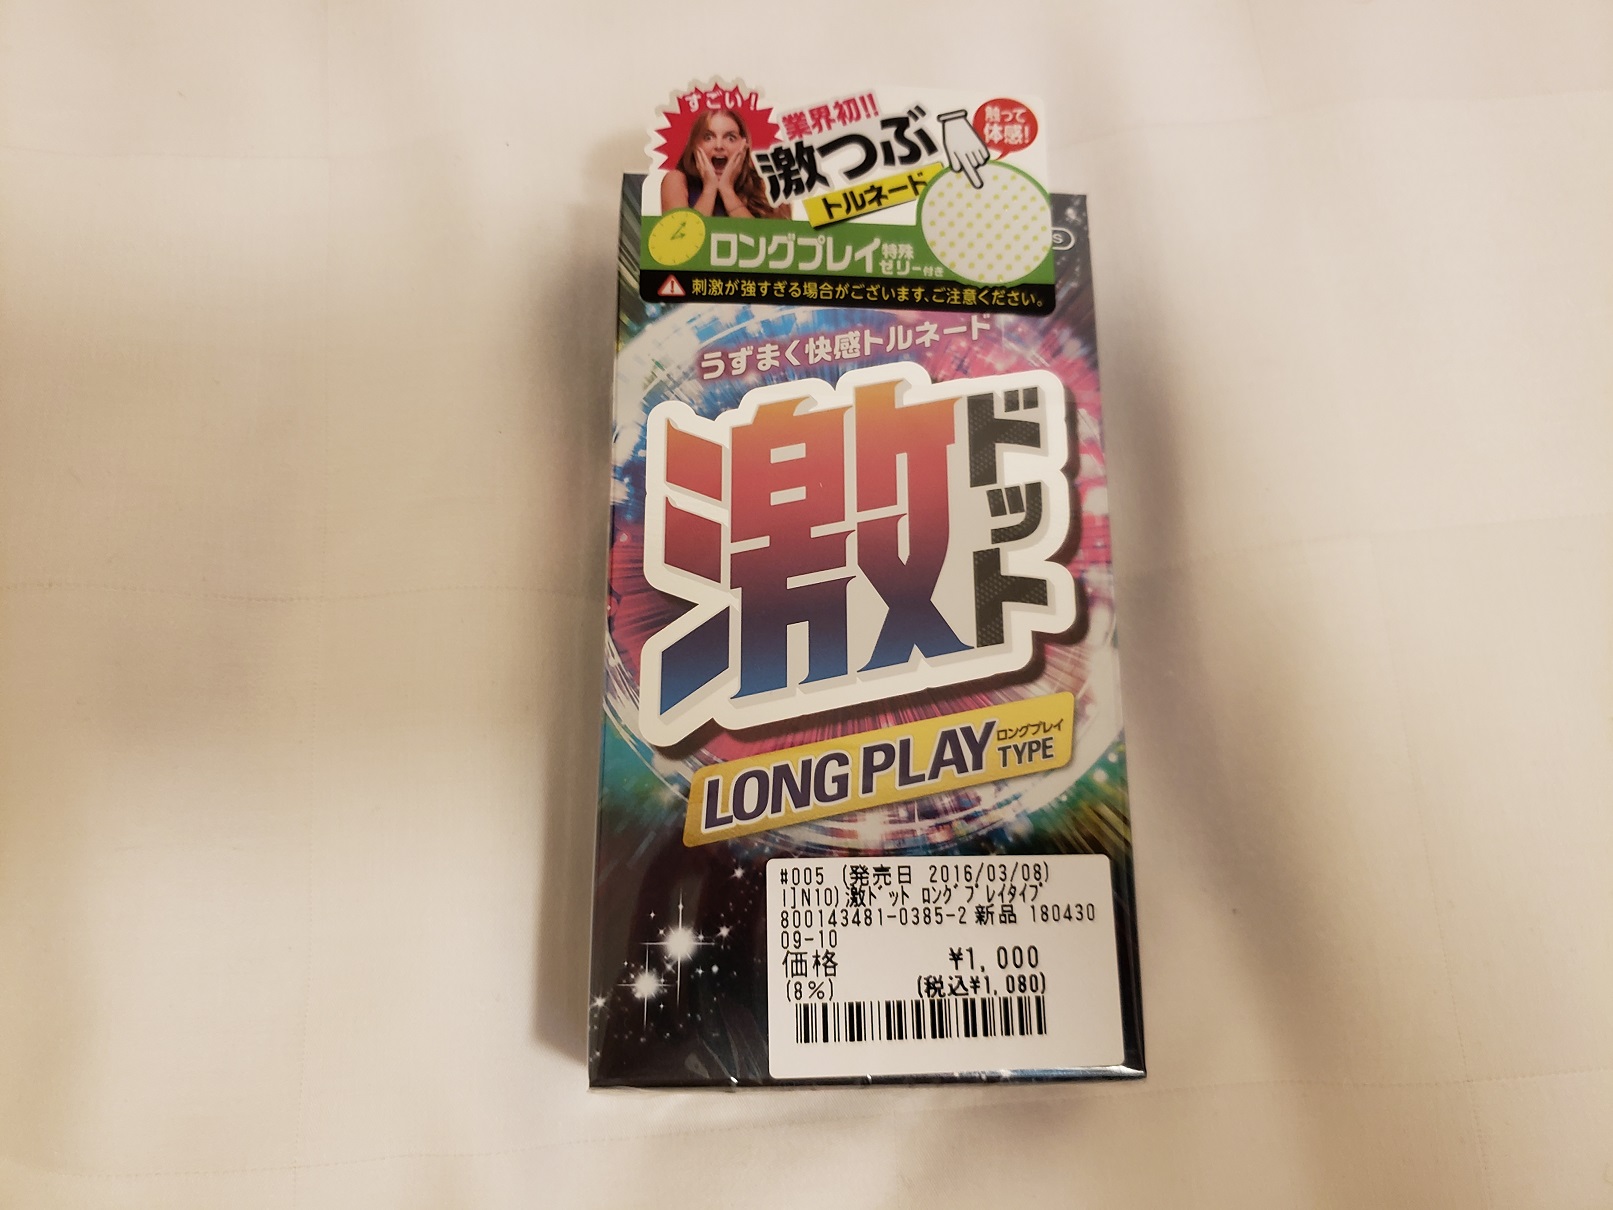 すごい!
業界初!!
激つぶ
トルネード
触って
体感!
ロングプレイ
特殊
ゼリー付き
刺激が強すぎる場合がございます、ご注意ください。
うずまく快感トルネード
激
ドット
LONG PLAY
ロングプレイ
TYPE
#005 (発売日 2016/03/08)
I]N10)激ﾄﾞｯﾄ ﾛﾝｸﾞﾌﾟﾚｲﾀｲﾌﾟ
800143481-0385-2 新品 180430
09-10
価格 ¥1,000
(8%) (税込¥1,080)